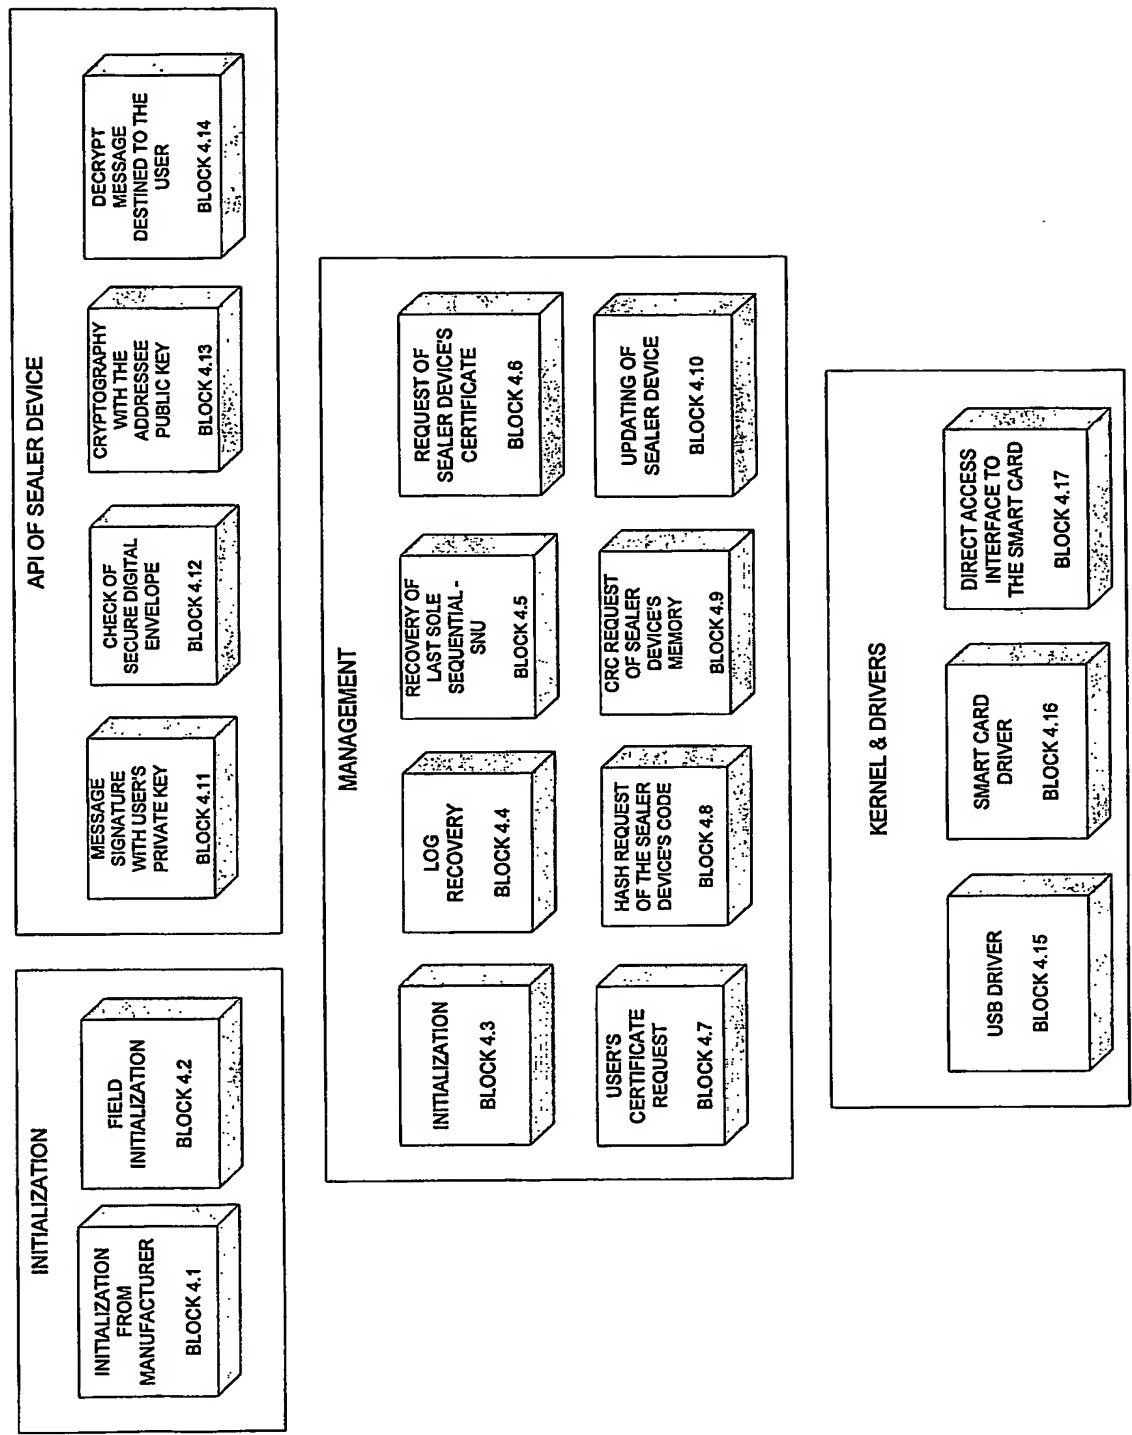 INITIALIZATION
INITIALIZATION
FROM
MANUFACTURER
BLOCK 4.1
FIELD
INITIALIZATION
BLOCK 4.2
API OF SEALER DEVICE
MESSAGE
SIGNATURE
WITH USER'S
PRIVATE KEY
BLOCK 4.11
CHECK OF
SECURE DIGITAL
ENVELOPE
BLOCK 4.12
CRYPTOGRAPHY
WITH THE
ADDRESSEE
PUBLIC KEY
BLOCK 4.13
DECRYPT
MESSAGE
DESTINED TO THE
USER
BLOCK 4.14
MANAGEMENT
INITIALIZATION
BLOCK 4.3
LOG
RECOVERY
BLOCK 4.4
RECOVERY OF
LAST SOLE
SEQUENTIAL-
SNU
BLOCK 4.5
REQUEST OF
SEALER DEVICE'S
CERTIFICATE
BLOCK 4.6
USER'S
CERTIFICATE
REQUEST
BLOCK 4.7
HASH REQUEST
OF THE SEALER
DEVICE'S CODE
BLOCK 4.8
CRC REQUEST
OF SEALER
DEVICE'S
MEMORY
BLOCK 4.9
UPDATING OF
SEALER DEVICE
BLOCK 4.10
KERNEL & DRIVERS
USB DRIVER
BLOCK 4.15
SMART CARD
DRIVER
BLOCK 4.16
DIRECT ACCESS
INTERFACE TO
THE SMART CARD
BLOCK 4.17